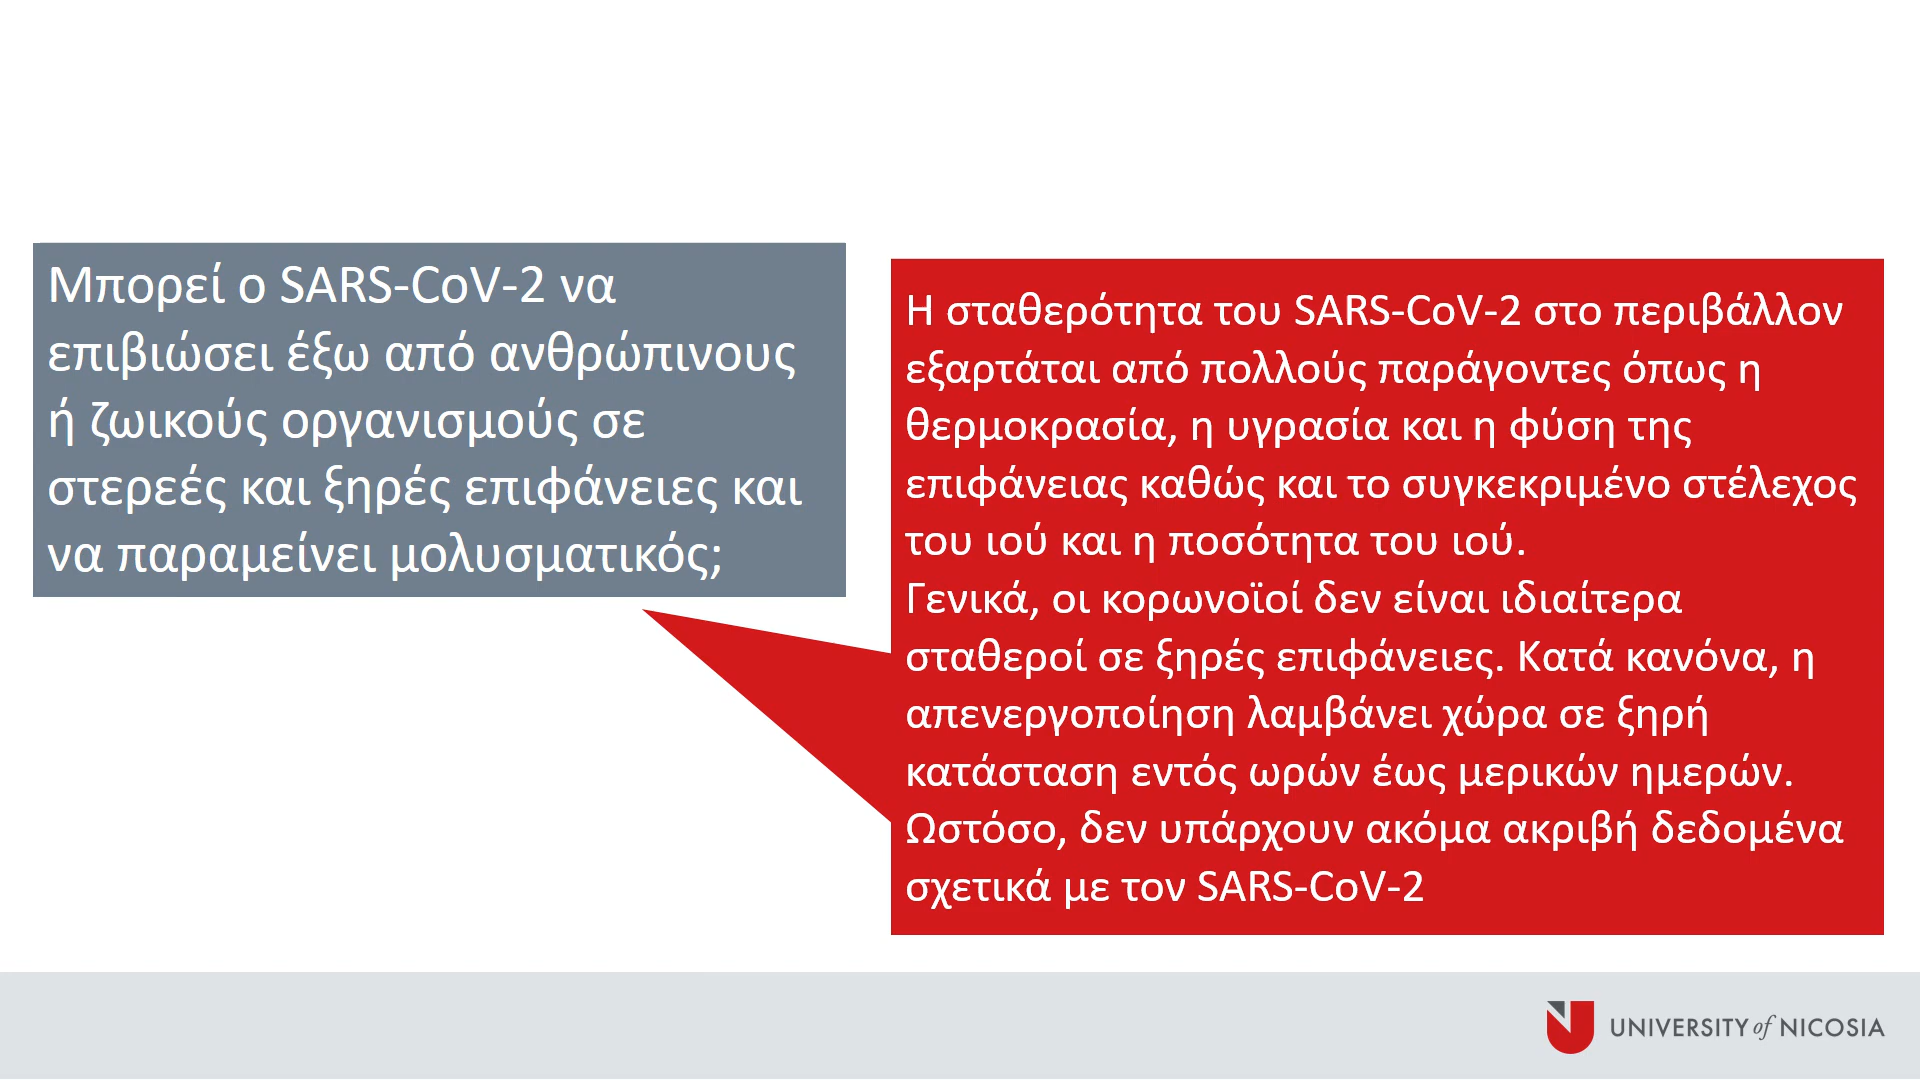 Μπορεί ο SARS-CoV-2 να
επιβιώσει έξω από ανθρώπινους
ή ζωικούς οργανισμούς σε
στερεές και ξηρές επιφάνειες και
να παραμείνει μολυσματικός;
Η σταθερότητα του SARS-CoV-2 στο περιβάλλον
εξαρτάται από πολλούς παράγοντες όπως η
θερμοκρασία, η υγρασία και η φύση της
επιφάνειας καθώς και το συγκεκριμένο στέλεχος
του ιού και η ποσότητα του ιού.
Γενικά, οι κορωνοϊοί δεν είναι ιδιαίτερα
σταθεροί σε ξηρές επιφάνειες. Κατά κανόνα, η
απενεργοποίηση λαμβάνει χώρα σε ξηρή
κατάσταση εντός ωρών έως μερικών ημερών.
Ωστόσο, δεν υπάρχουν ακόμα ακριβή δεδομένα
σχετικά με τον SARS-CoV-2
UNIVERSITY of NICOSIA